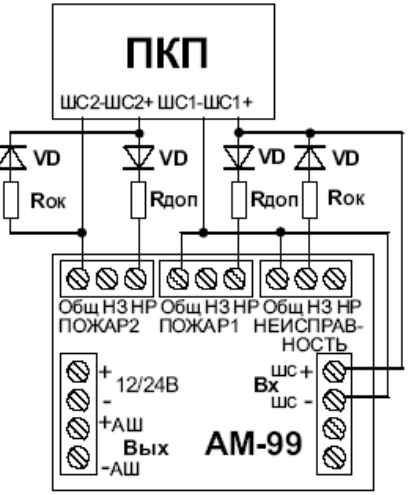 ПКП
ШС2-ШС2+ ШС1-ШС1+
VD VD VD VD
Rок Rдоп Rдоп Rок
Общ НЗ НР Общ НЗ НР Общ НЗ НР
ПОЖАР2 ПОЖАР1 НЕИСПРАВ-
НОСТЬ
+ 12/24В -
+АШ Вых -АШ
шс + Вх шс -
АМ-99